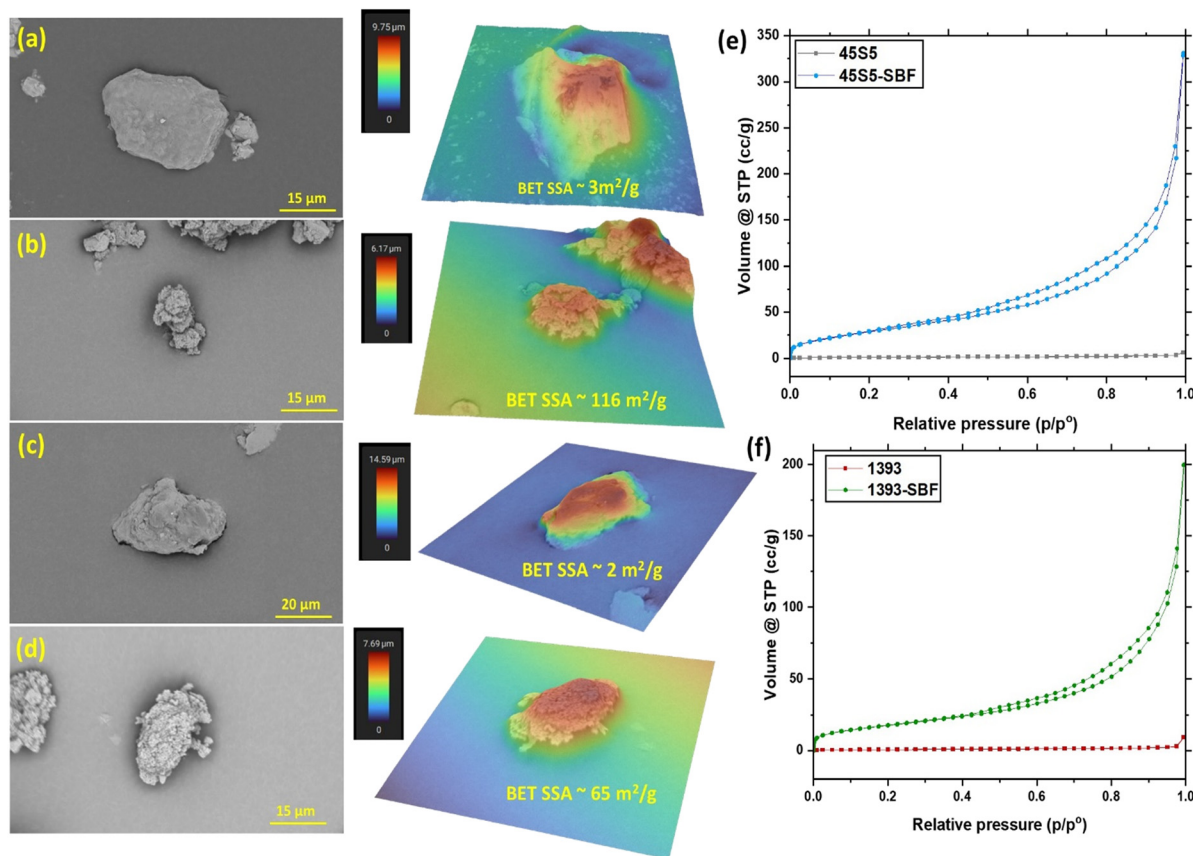 (a)
15 µm
9.75 µm
0
BET SSA ~ 3m²/g
(b)
15 µm
6.17 µm
0
BET SSA ~ 116 m²/g
(c)
20 µm
14.59 µm
0
BET SSA ~ 2 m²/g
(d)
15 µm
7.69 µm
0
BET SSA ~ 65 m²/g
(e)
45S5
45S5-SBF
Volume @ STP (cc/g)
350
300
250
200
150
100
50
0
0.0 0.2 0.4 0.6 0.8 1.0
Relative pressure (p/p°)
(f)
1393
1393-SBF
Volume @ STP (cc/g)
200
150
100
50
0
0.0 0.2 0.4 0.6 0.8 1.0
Relative pressure (p/p°)